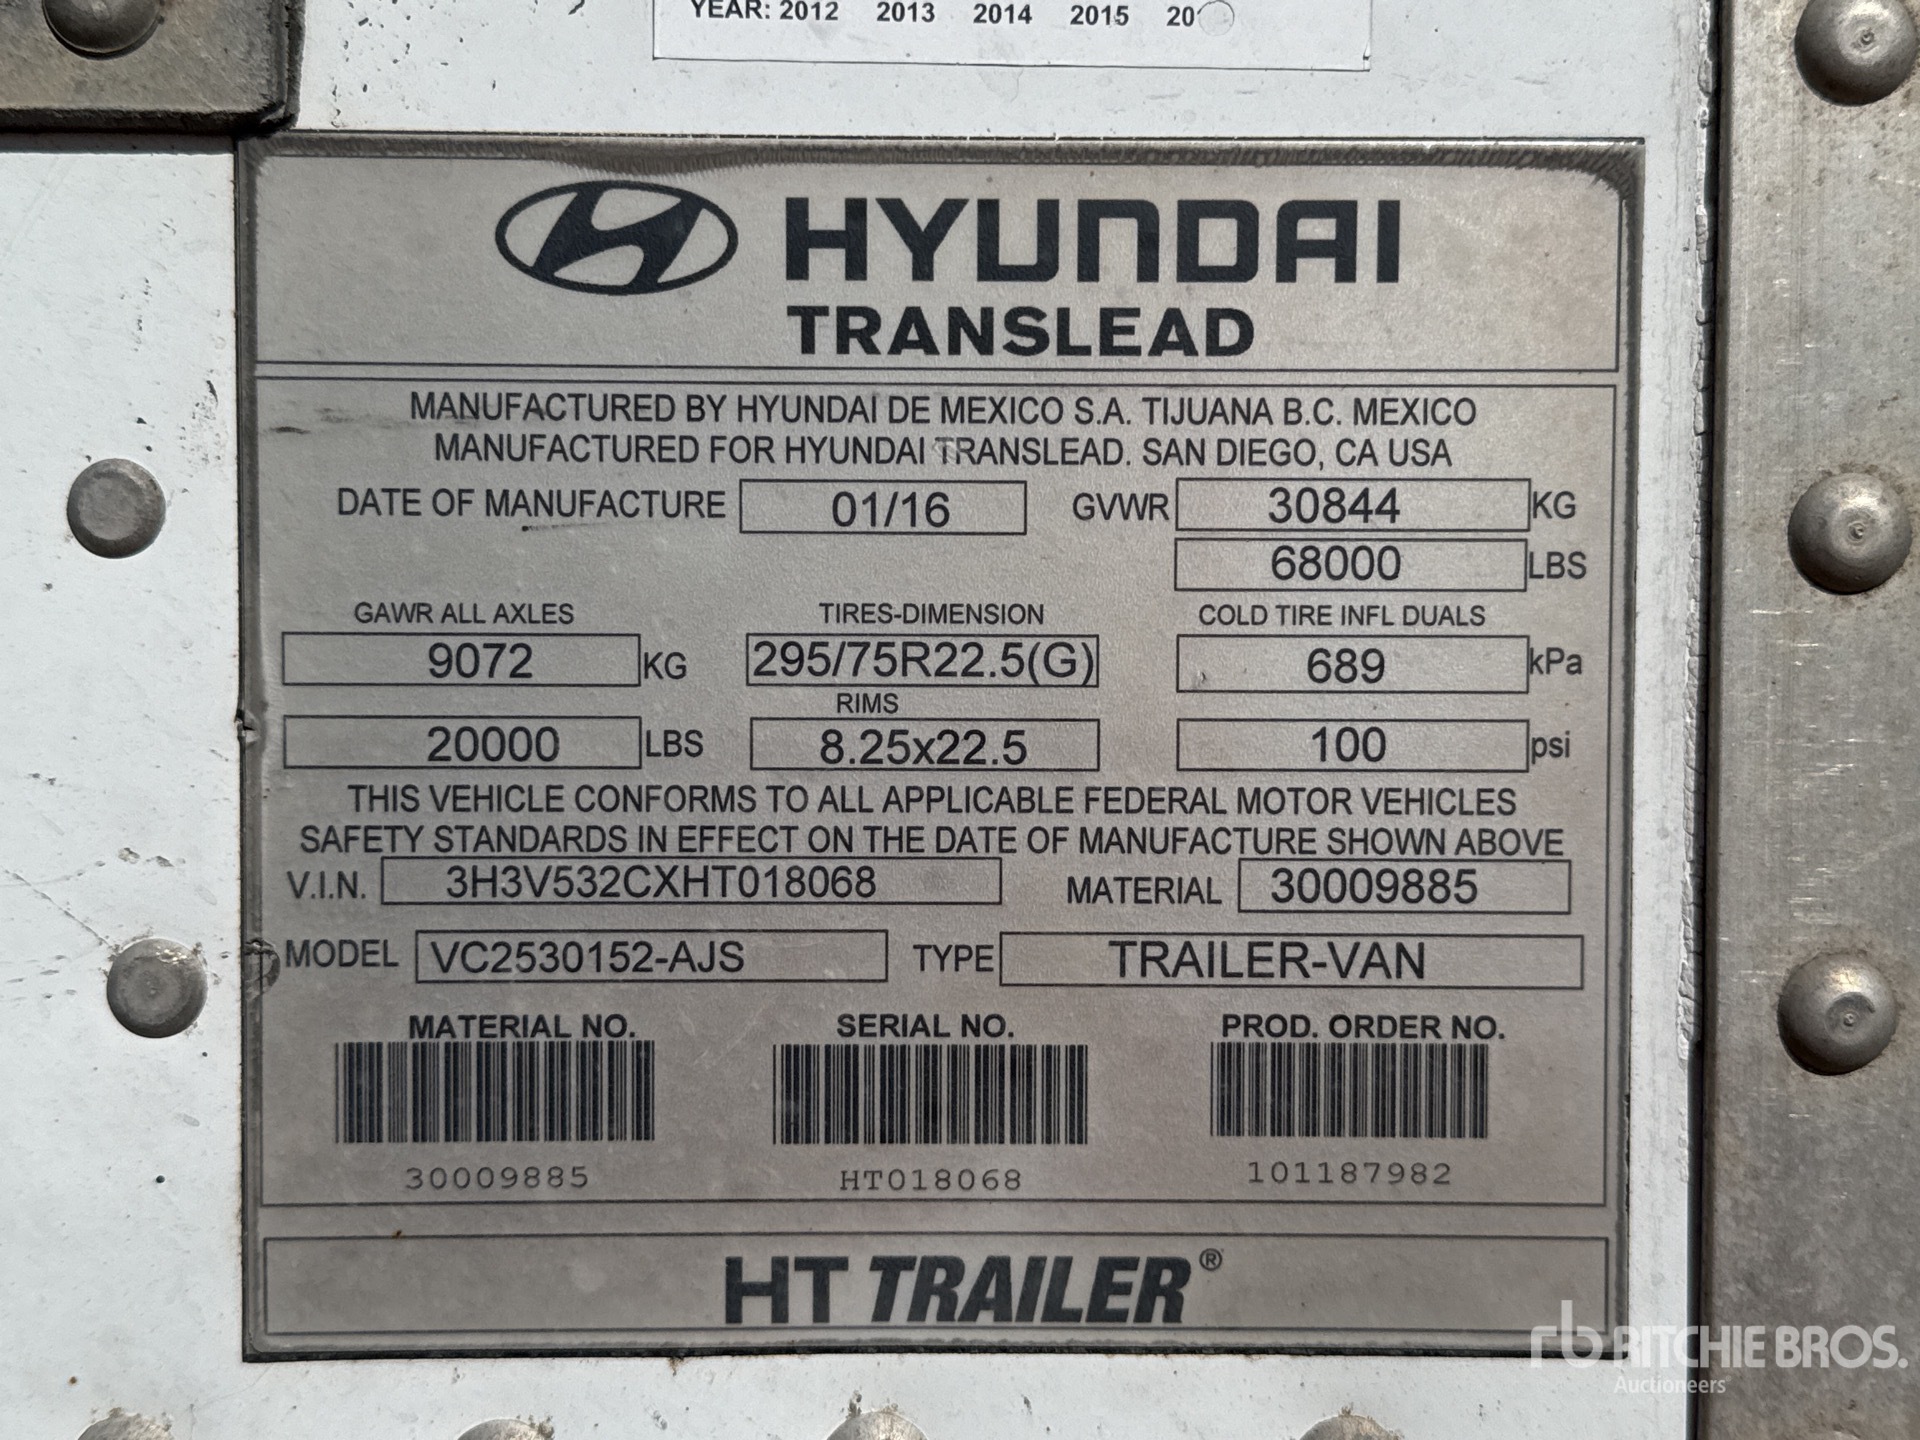 YEAR: 2012 2013 2014 2015
HYUNDAI
TRANSLEAD
MANUFACTURED BY HYUNDAI DE MEXICO S.A. TIJUANA B.C. MEXICO
MANUFACTURED FOR HYUNDAI TRANSLEAD. SAN DIEGO, CA USA
DATE OF MANUFACTURE 01/16 GVWR 30844 KG
68000 LBS
GAWR ALL AXLES TIRES-DIMENSION COLD TIRE INFL DUALS
9072 KG 295/75R22.5(G) 689 kPa
RIMS
20000 LBS 8.25x22.5 100 psi
THIS VEHICLE CONFORMS TO ALL APPLICABLE FEDERAL MOTOR VEHICLES
SAFETY STANDARDS IN EFFECT ON THE DATE OF MANUFACTURE SHOWN ABOVE
V.I.N. 3H3V532CXHT018068 MATERIAL 30009885
MODEL VC2530152-AJS TYPE TRAILER-VAN
MATERIAL NO. SERIAL NO. PROD. ORDER NO.
30009885 HT018068 101187982
HT TRAILER®
rb RITCHIE BROS.
Auctioneers